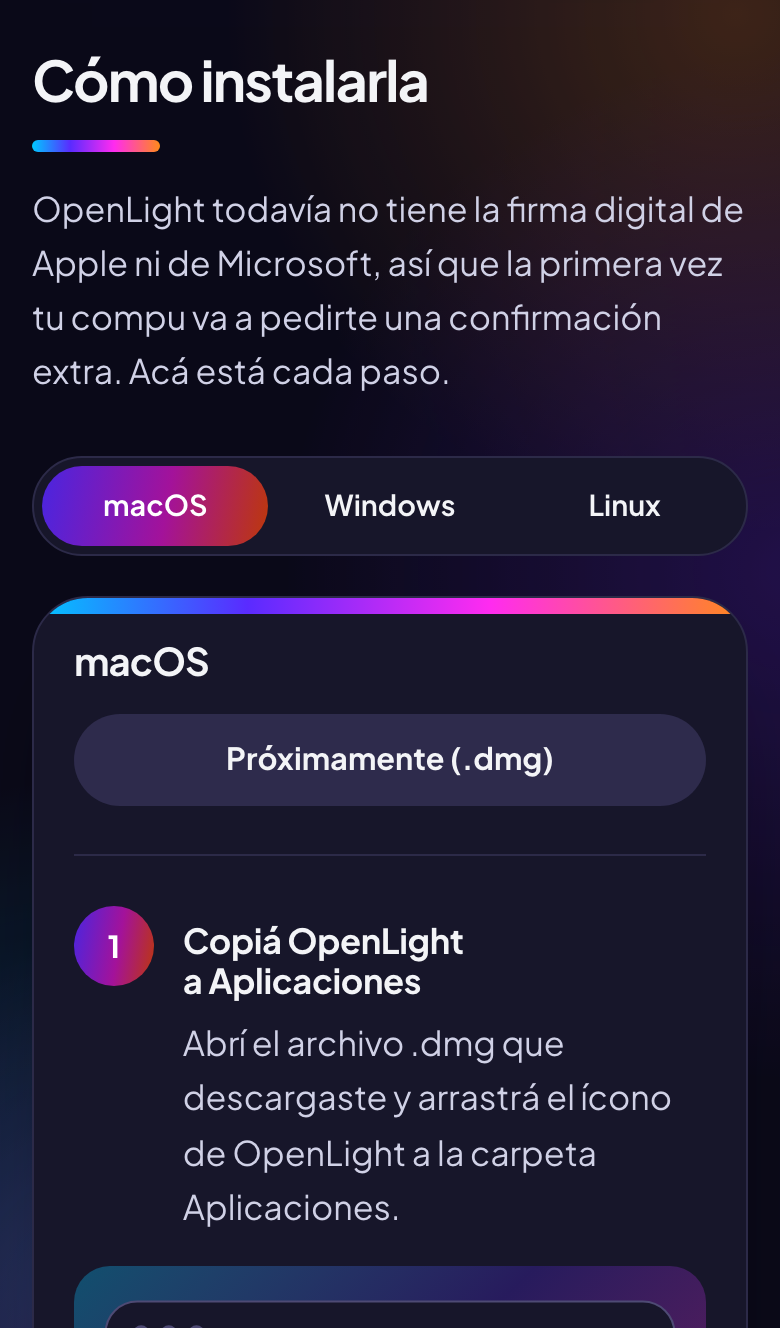 Cómo instalarla
OpenLight todavía no tiene la firma digital de
Apple ni de Microsoft, así que la primera vez
tu compu va a pedirte una confirmación
extra. Acá está cada paso.
macOS Windows Linux
macOS
Próximamente (.dmg)
1 Copiá OpenLight
a Aplicaciones
Abrí el archivo .dmg que
descargaste y arrastrá el ícono
de OpenLight a la carpeta
Aplicaciones.